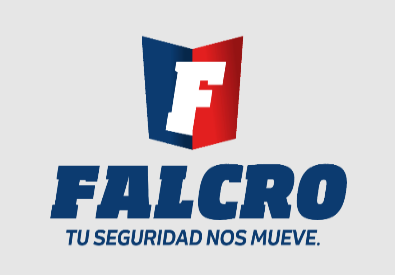 F
FALCRO
TU SEGURIDAD NOS MUEVE.